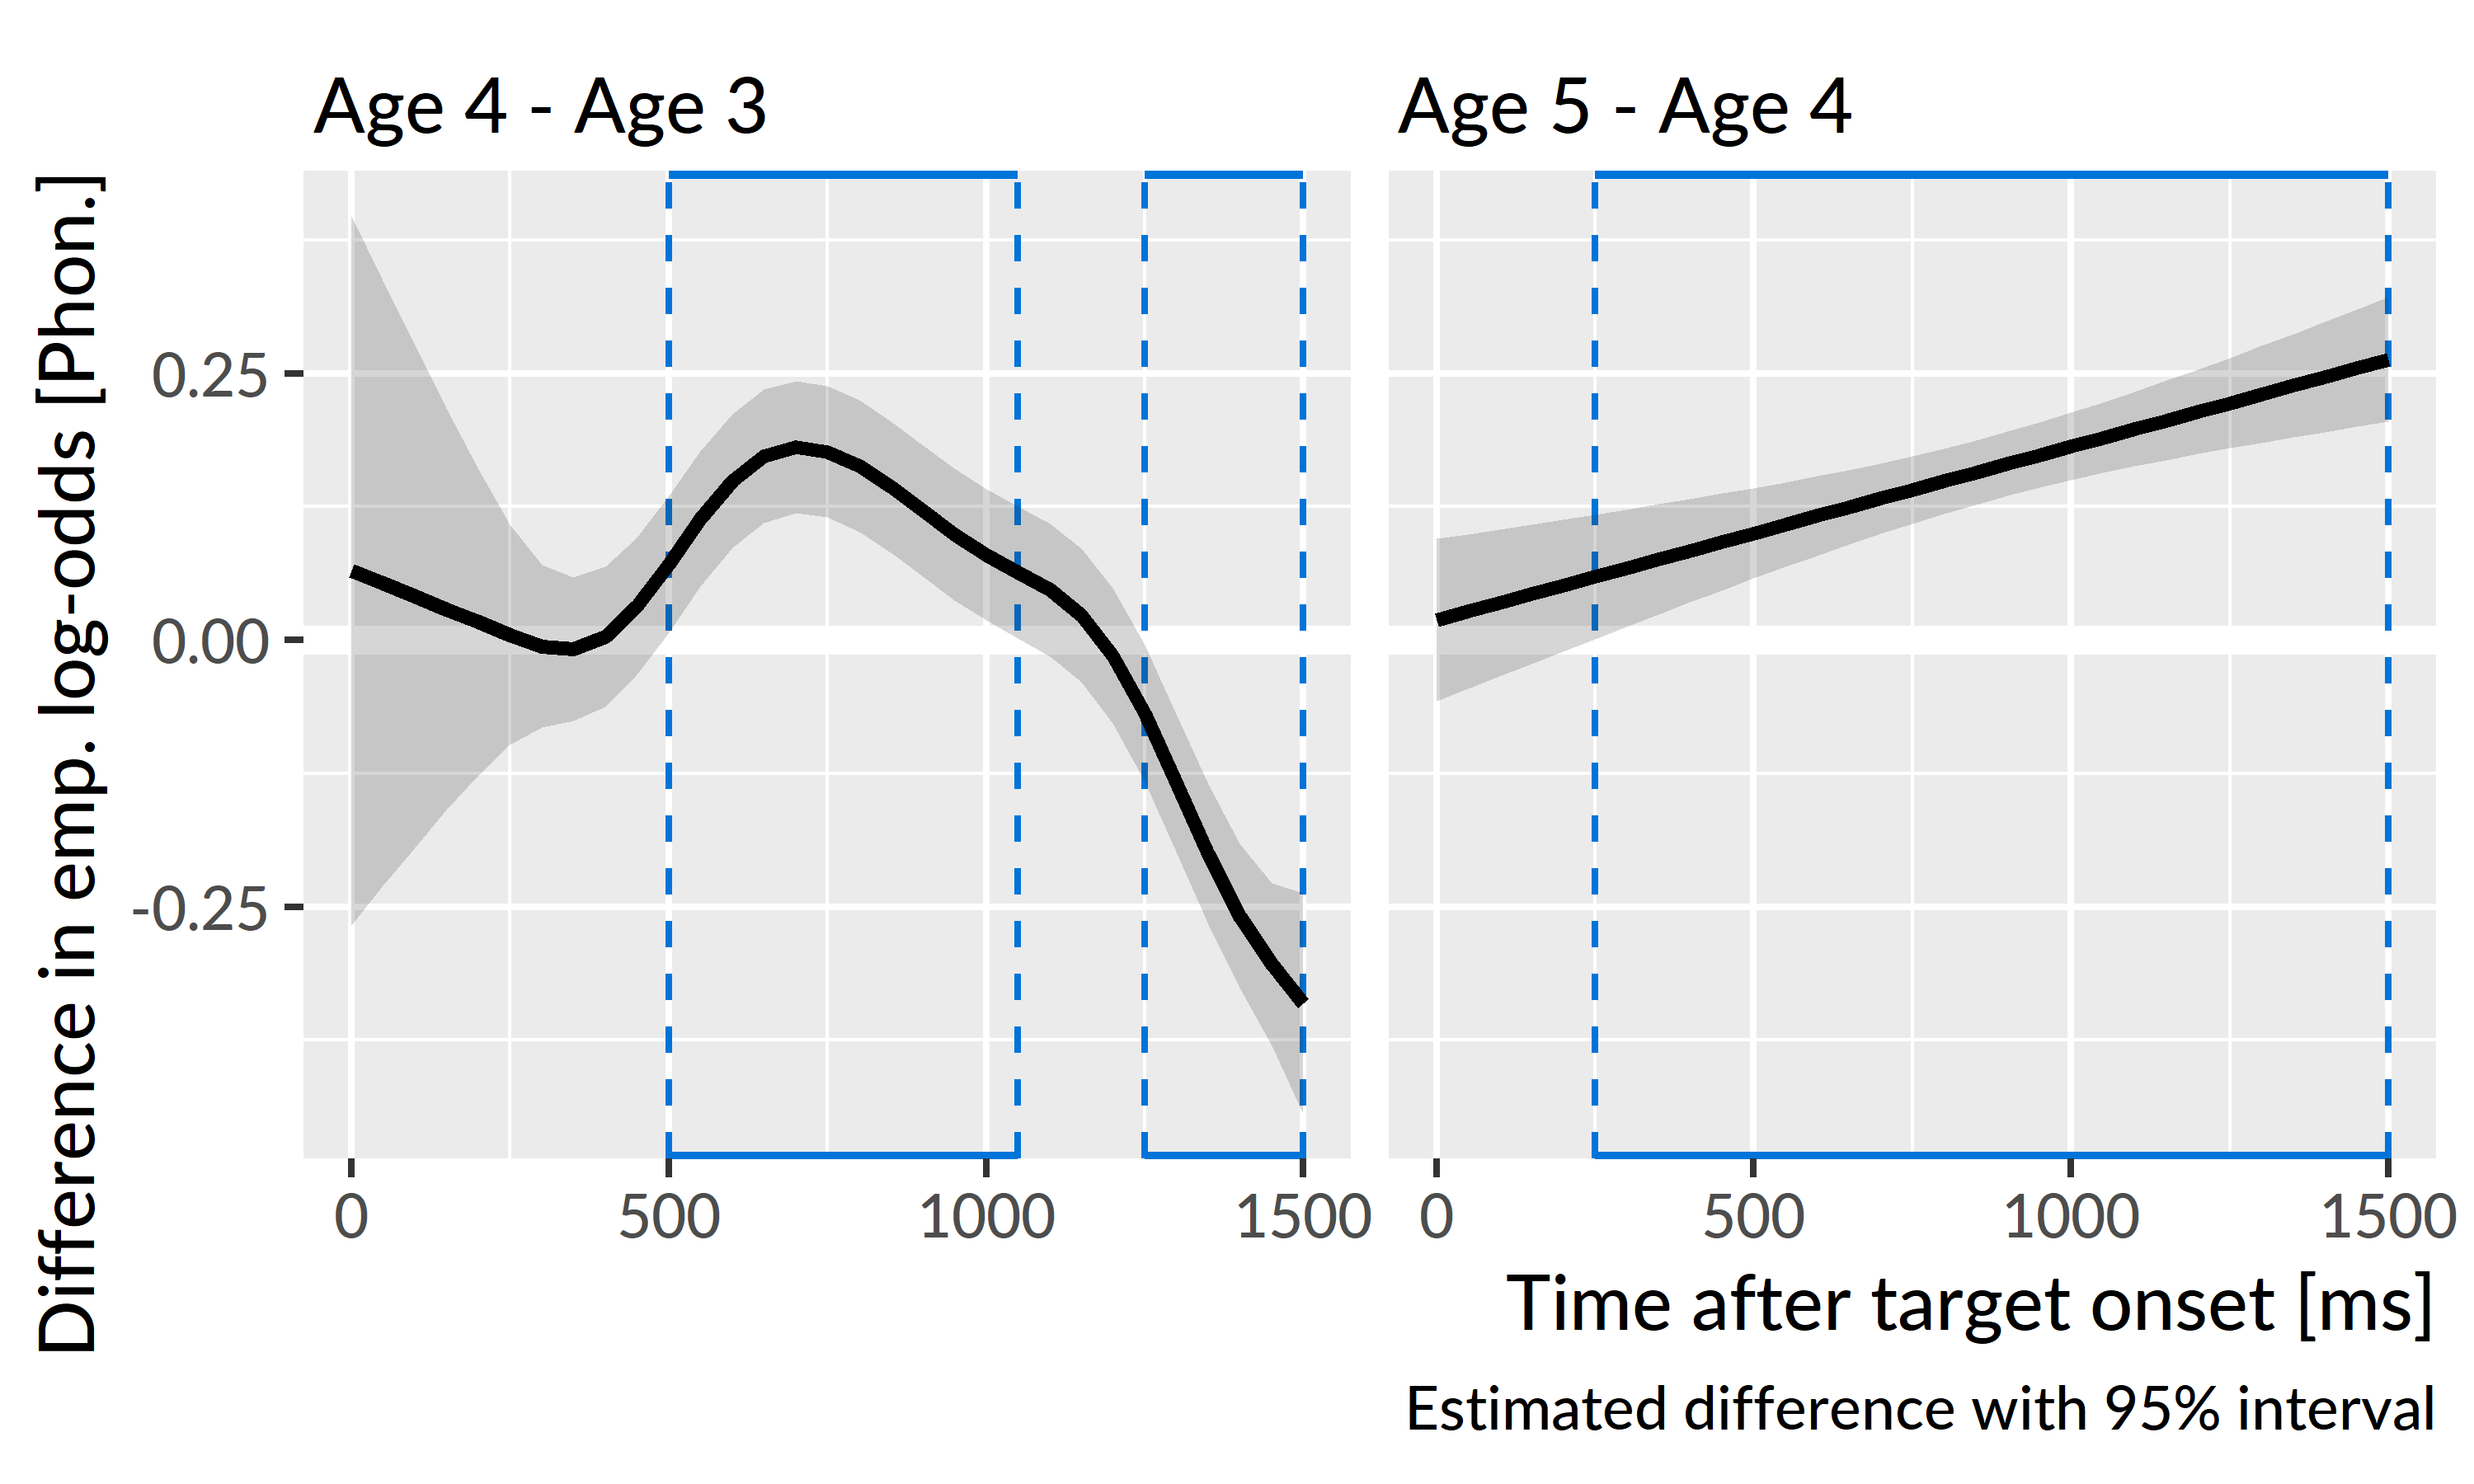 Age 4 - Age 3
Age 5 - Age 4
Difference in emp. log-odds [Phon.]
0.25
0.00
-0.25
0 500 1000 1500
0 500 1000 1500
Time after target onset [ms]
Estimated difference with 95% interval